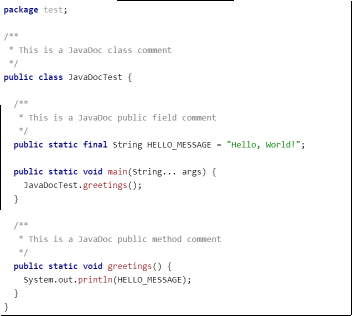 package test;

/**
 * This is a JavaDoc class comment
 */
public class JavaDocTest {

  /**
   * This is a JavaDoc public field comment
   */
  public static final String HELLO_MESSAGE = "Hello, World!";

  public static void main(String... args) {
    JavaDocTest.greetings();
  }

  /**
   * This is a JavaDoc public method comment
   */
  public static void greetings() {
    System.out.println(HELLO_MESSAGE);
  }
}